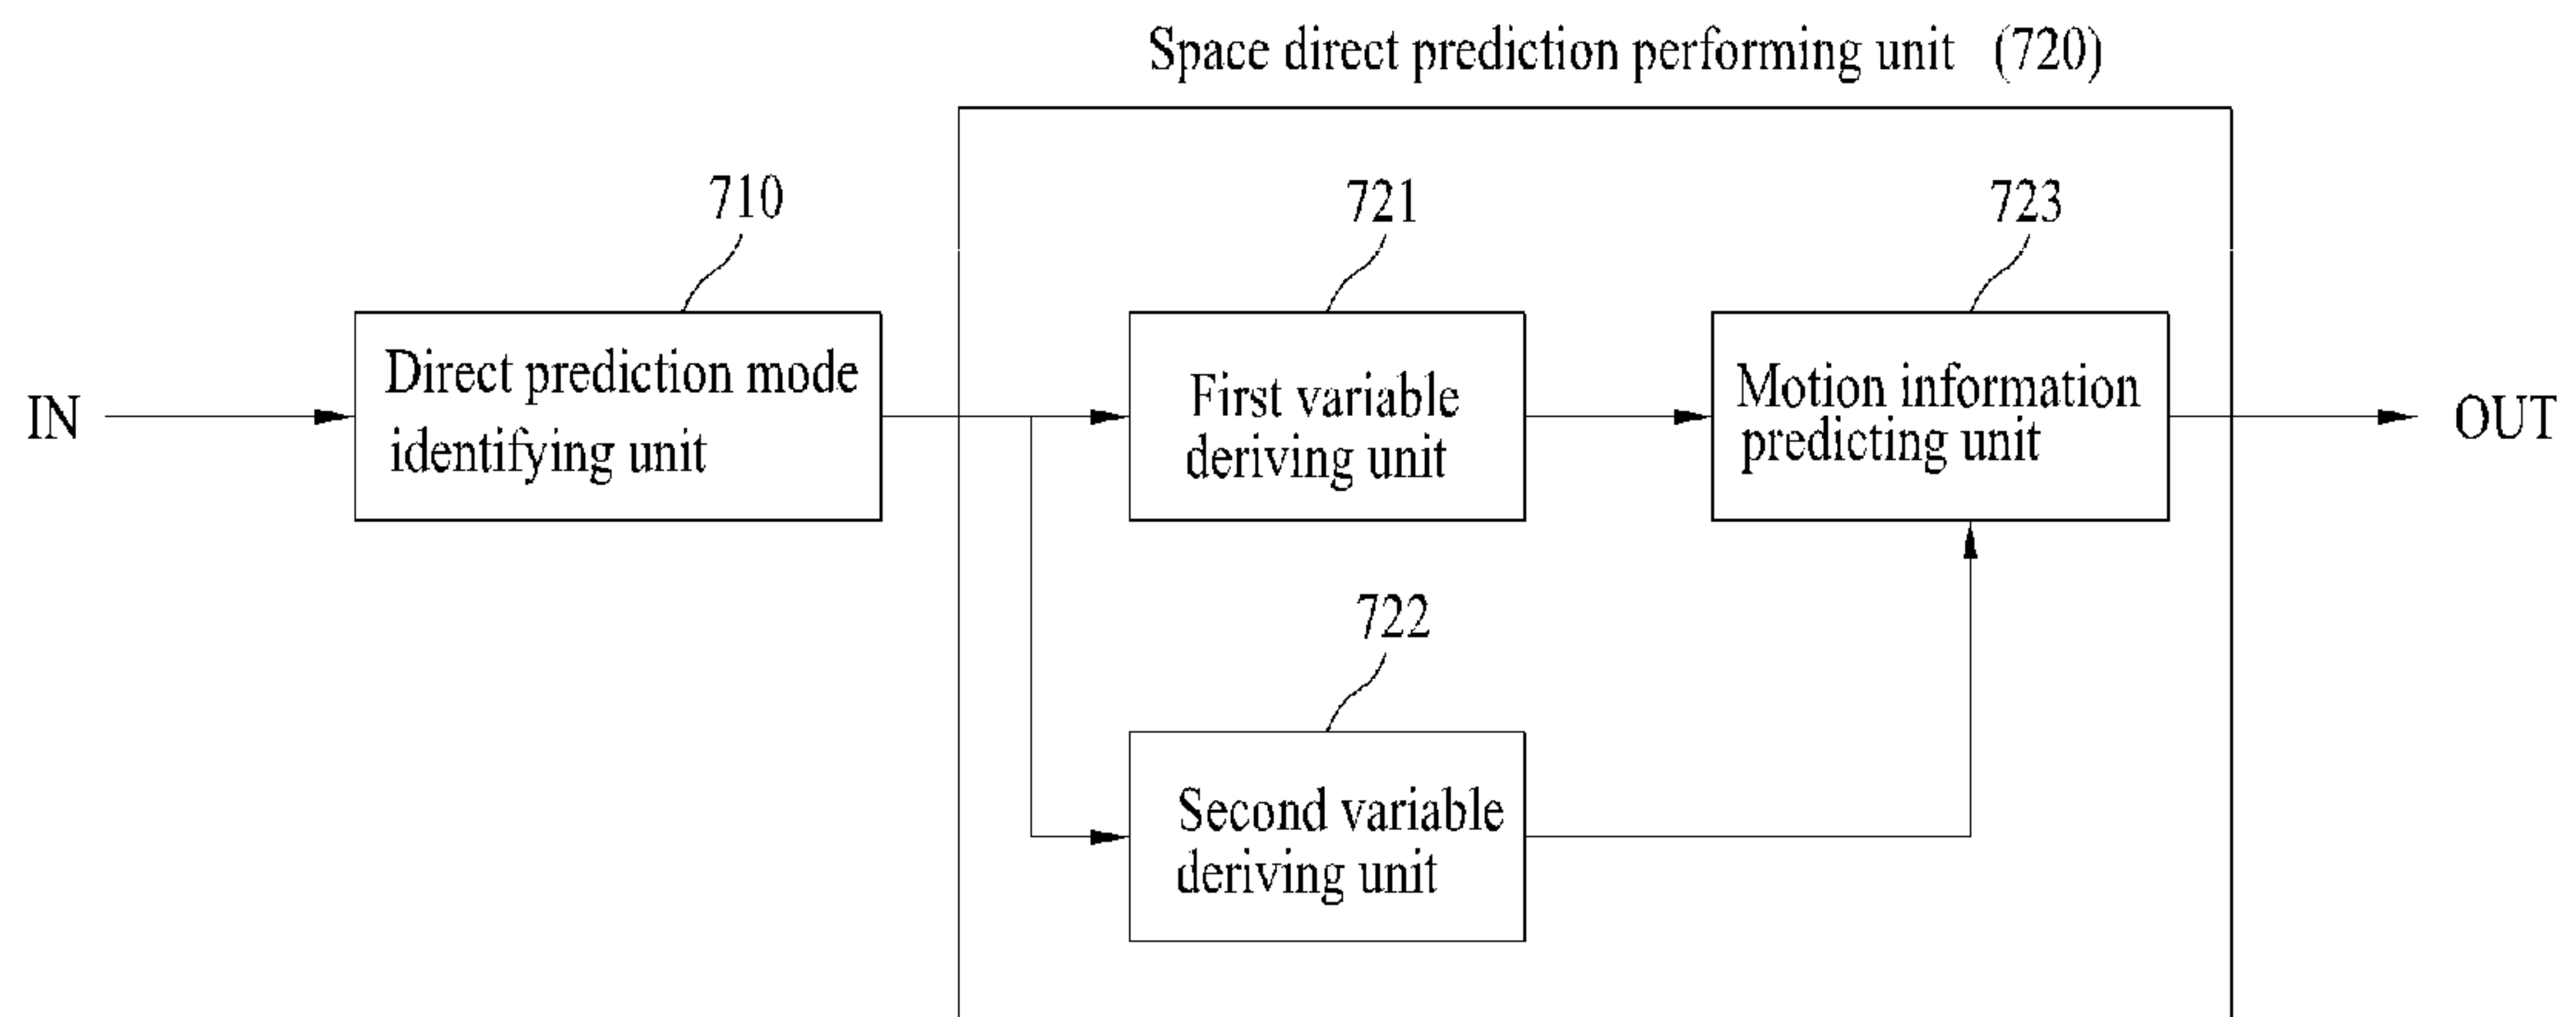 Space direct prediction performing unit (720)
710
721
723
IN
Direct prediction mode
identifying unit
First variable
deriving unit
Motion information
predicting unit
OUT
722
Second variable
deriving unit